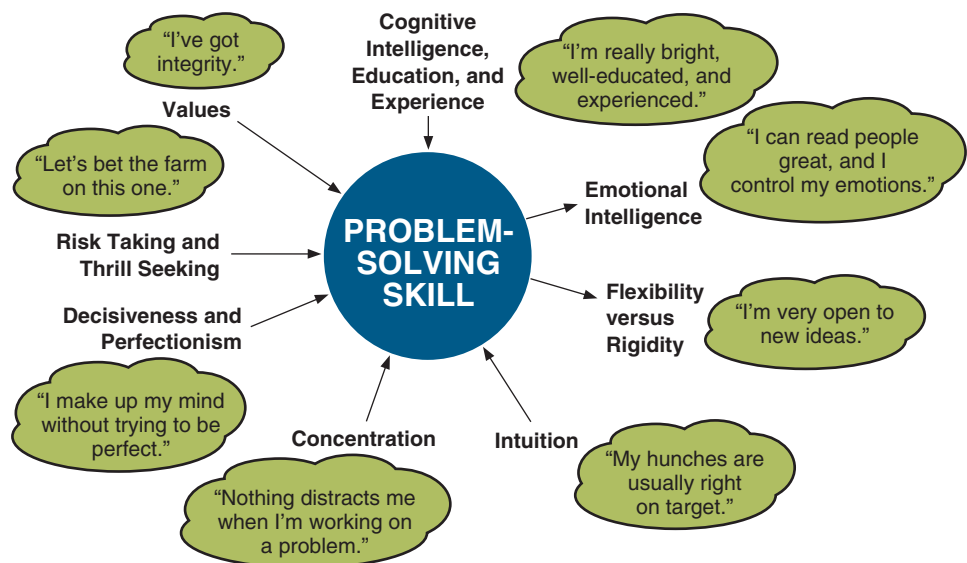 “I’ve got
integrity.”
Values
Cognitive
Intelligence,
Education, and
Experience
“I’m really bright,
well-educated, and
experienced.”
“Let’s bet the farm
on this one.”
“I can read people
great, and I
control my emotions.”
Risk Taking and
Thrill Seeking
PROBLEM-
SOLVING
SKILL
Emotional
Intelligence
Decisiveness and
Perfectionism
Flexibility
versus
Rigidity
“I’m very open to
new ideas.”
“I make up my mind
without trying to be
perfect.”
Concentration
Intuition
“Nothing distracts me
when I’m working on
a problem.”
“My hunches are
usually right
on target.”